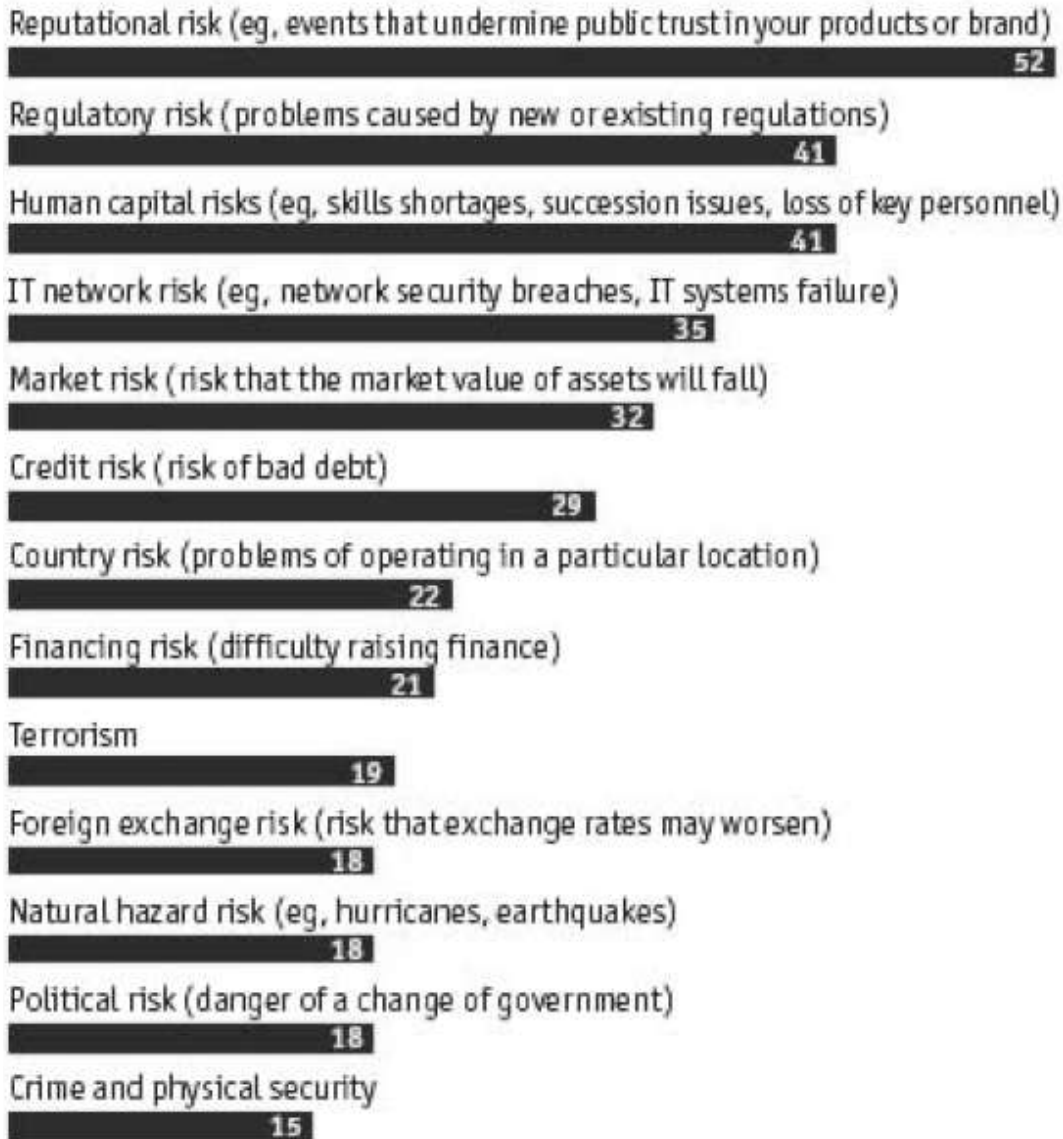 Reputational risk (eg, events that undermine public trust in your products or brand)
52
Regulatory risk (problems caused by new or existing regulations)
41
Human capital risks (eg, skills shortages, succession issues, loss of key personnel)
41
IT network risk (eg, network security breaches, IT systems failure)
35
Market risk (risk that the market value of assets will fall)
32
Credit risk (risk of bad debt)
29
Country risk (problems of operating in a particular location)
22
Financing risk (difficulty raising finance)
21
Terrorism
19
Foreign exchange risk (risk that exchange rates may worsen)
18
Natural hazard risk (eg, hurricanes, earthquakes)
18
Political risk (danger of a change of government)
18
Crime and physical security
15